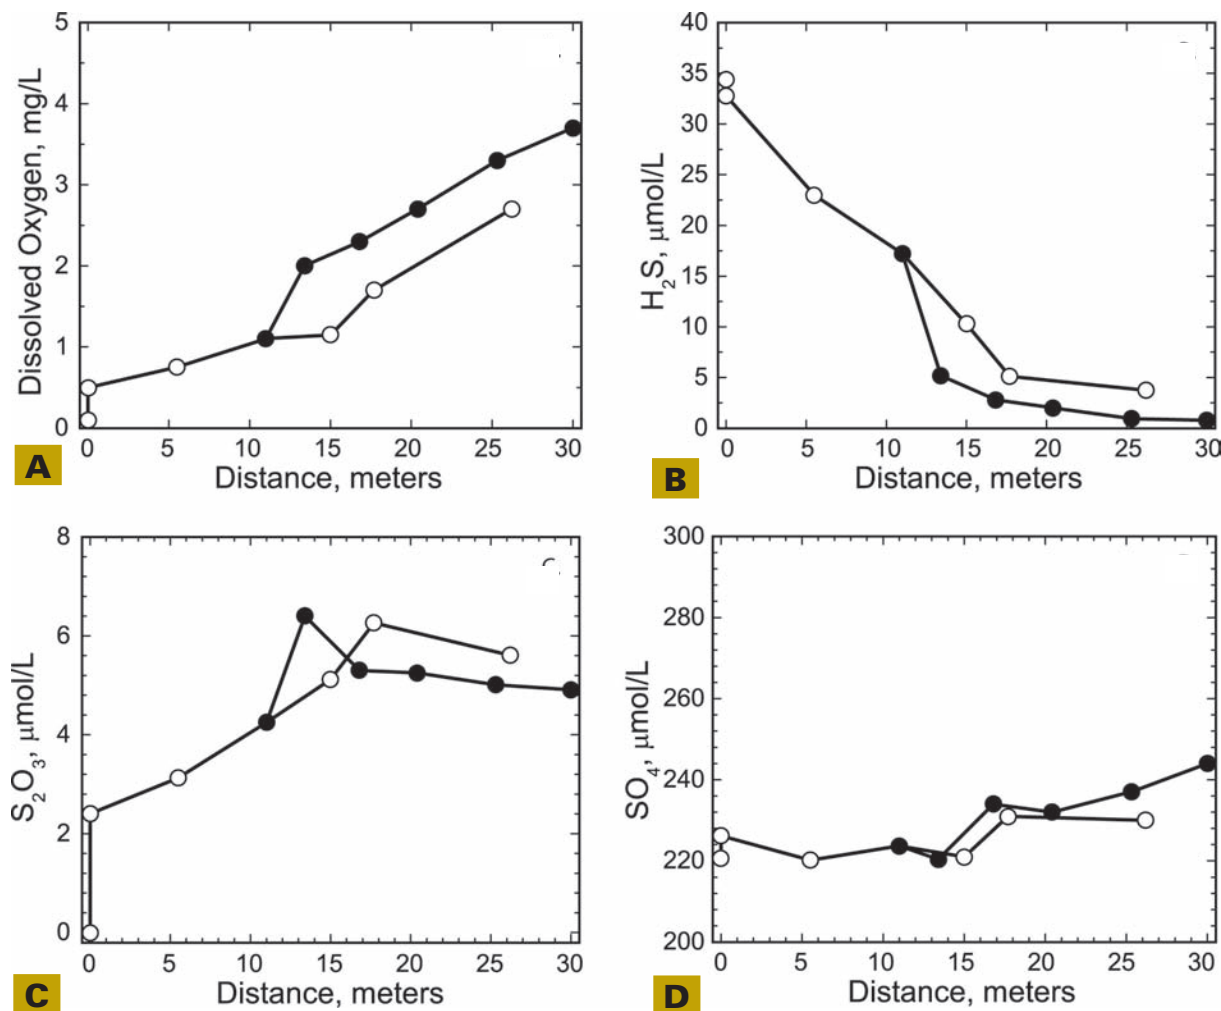 5
4
3
2
1
0
Dissolved Oxygen, mg/L
0 5 10 15 20 25 30
Distance, meters
A
40
35
30
25
20
15
10
5
0
H₂S, μmol/L
0 5 10 15 20 25 30
Distance, meters
B
8
6
4
2
0
S₂O₃, μmol/L
0 5 10 15 20 25 30
Distance, meters
C
300
280
260
240
220
200
SO₄, μmol/L
0 5 10 15 20 25 30
Distance, meters
D